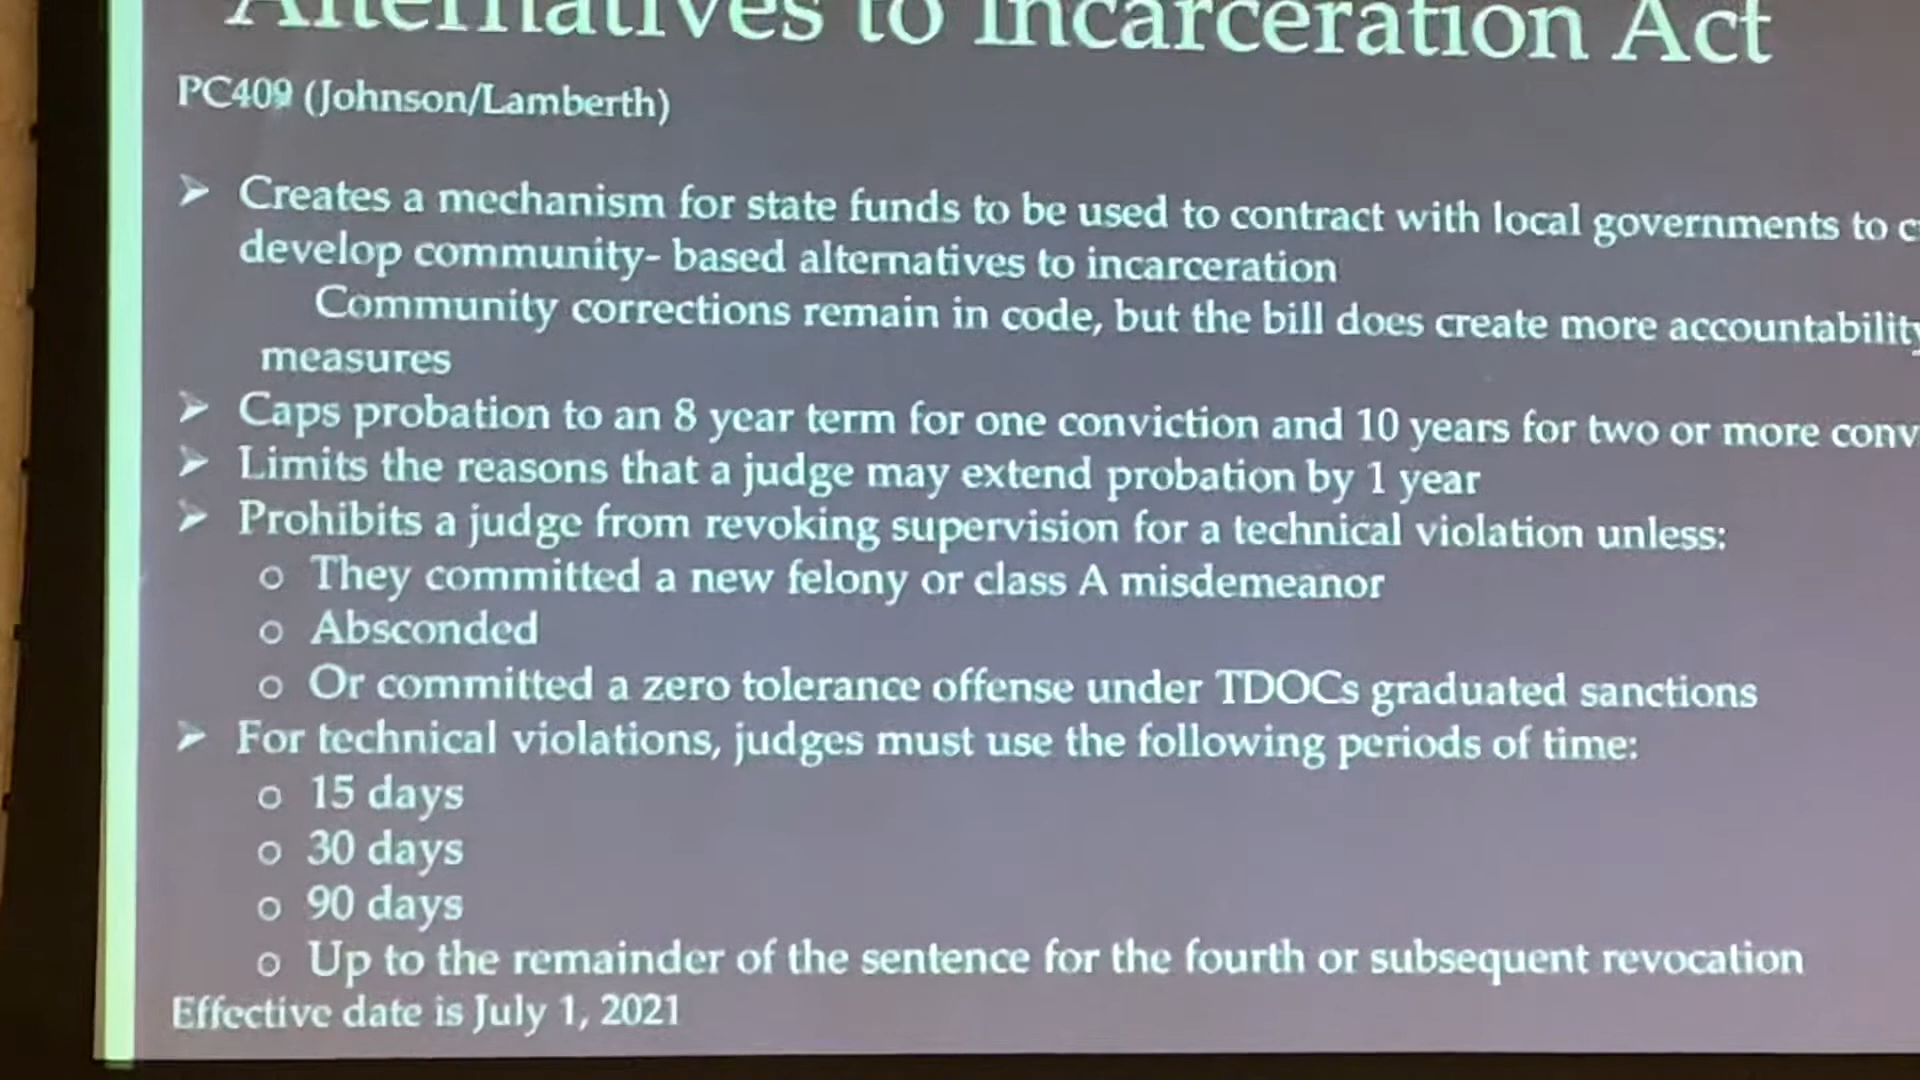 Alternatives to Incarceration Act
PC409 (Johnson/Lamberth)
➤ Creates a mechanism for state funds to be used to contract with local governments to
develop community- based alternatives to incarceration
Community corrections remain in code, but the bill does create more accountability
measures
➤ Caps probation to an 8 year term for one conviction and 10 years for two or more
➤ Limits the reasons that a judge may extend probation by 1 year
➤ Prohibits a judge from revoking supervision for a technical violation unless:
o They committed a new felony or class A misdemeanor
o Absconded
o Or committed a zero tolerance offense under TDOCs graduated sanctions
➤ For technical violations, judges must use the following periods of time:
o 15 days
o 30 days
o 90 days
o Up to the remainder of the sentence for the fourth or subsequent revocation
Effective date is July 1, 2021